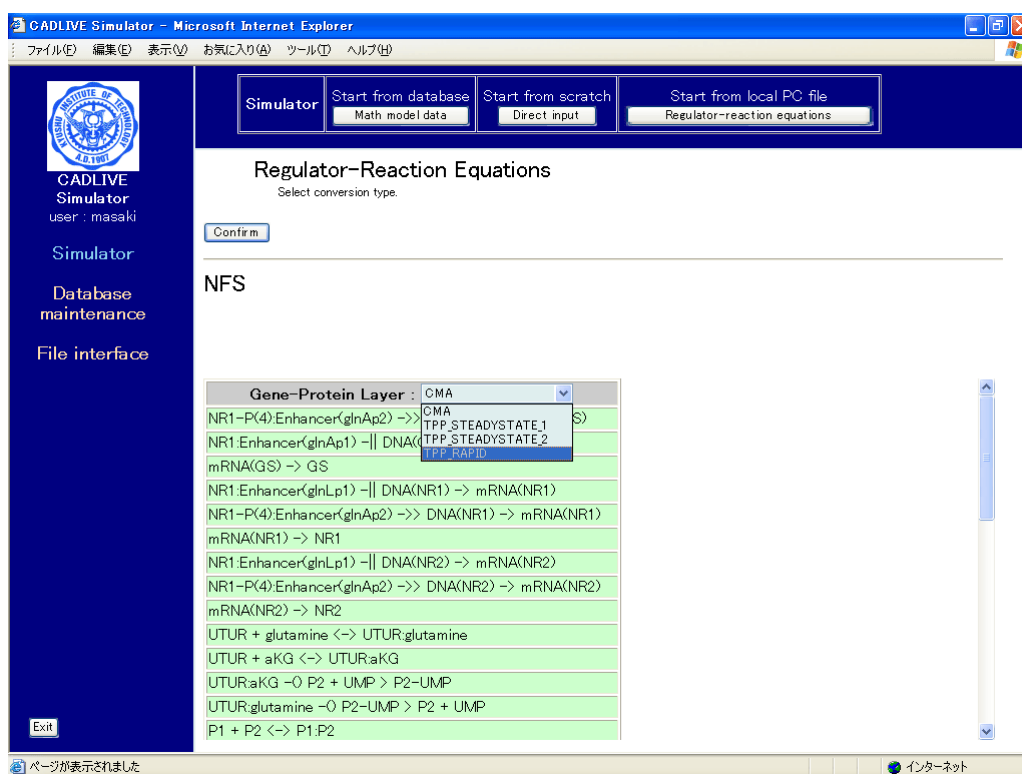 CADLIVE Simulator - Microsoft Internet Explorer
ファイル(F) 編集(E) 表示(V) お気に入り(A) ツール(T) ヘルプ(H)
KYUSHU INSTITUTE OF TECHNOLOGY
A.D.1907
CADLIVE
Simulator
user : masaki
Simulator
Database
maintenance
File interface
Exit
Simulator
Start from database
Math model data
Start from scratch
Direct input
Start from local PC file
Regulator-reaction equations
Regulator-Reaction Equations
Select conversion type.
Confirm
NFS
Gene-Protein Layer : CMA
CMA
TPP_STEADYSTATE_1
TPP_STEADYSTATE_2
TPP_RAPID
NR1-P(4):Enhancer(glnAp2) ->> S)
NR1:Enhancer(glnAp1) -|| DNA(
mRNA(GS) -> GS
NR1:Enhancer(glnLp1) -|| DNA(NR1) -> mRNA(NR1)
NR1-P(4):Enhancer(glnAp2) ->> DNA(NR1) -> mRNA(NR1)
mRNA(NR1) -> NR1
NR1:Enhancer(glnLp1) -|| DNA(NR2) -> mRNA(NR2)
NR1-P(4):Enhancer(glnAp2) ->> DNA(NR2) -> mRNA(NR2)
mRNA(NR2) -> NR2
UTUR + glutamine <-> UTUR:glutamine
UTUR + aKG <-> UTUR:aKG
UTUR:aKG -() P2 + UMP > P2-UMP
UTUR:glutamine -() P2-UMP > P2 + UMP
P1 + P2 <-> P1:P2
ページが表示されました
インターネット